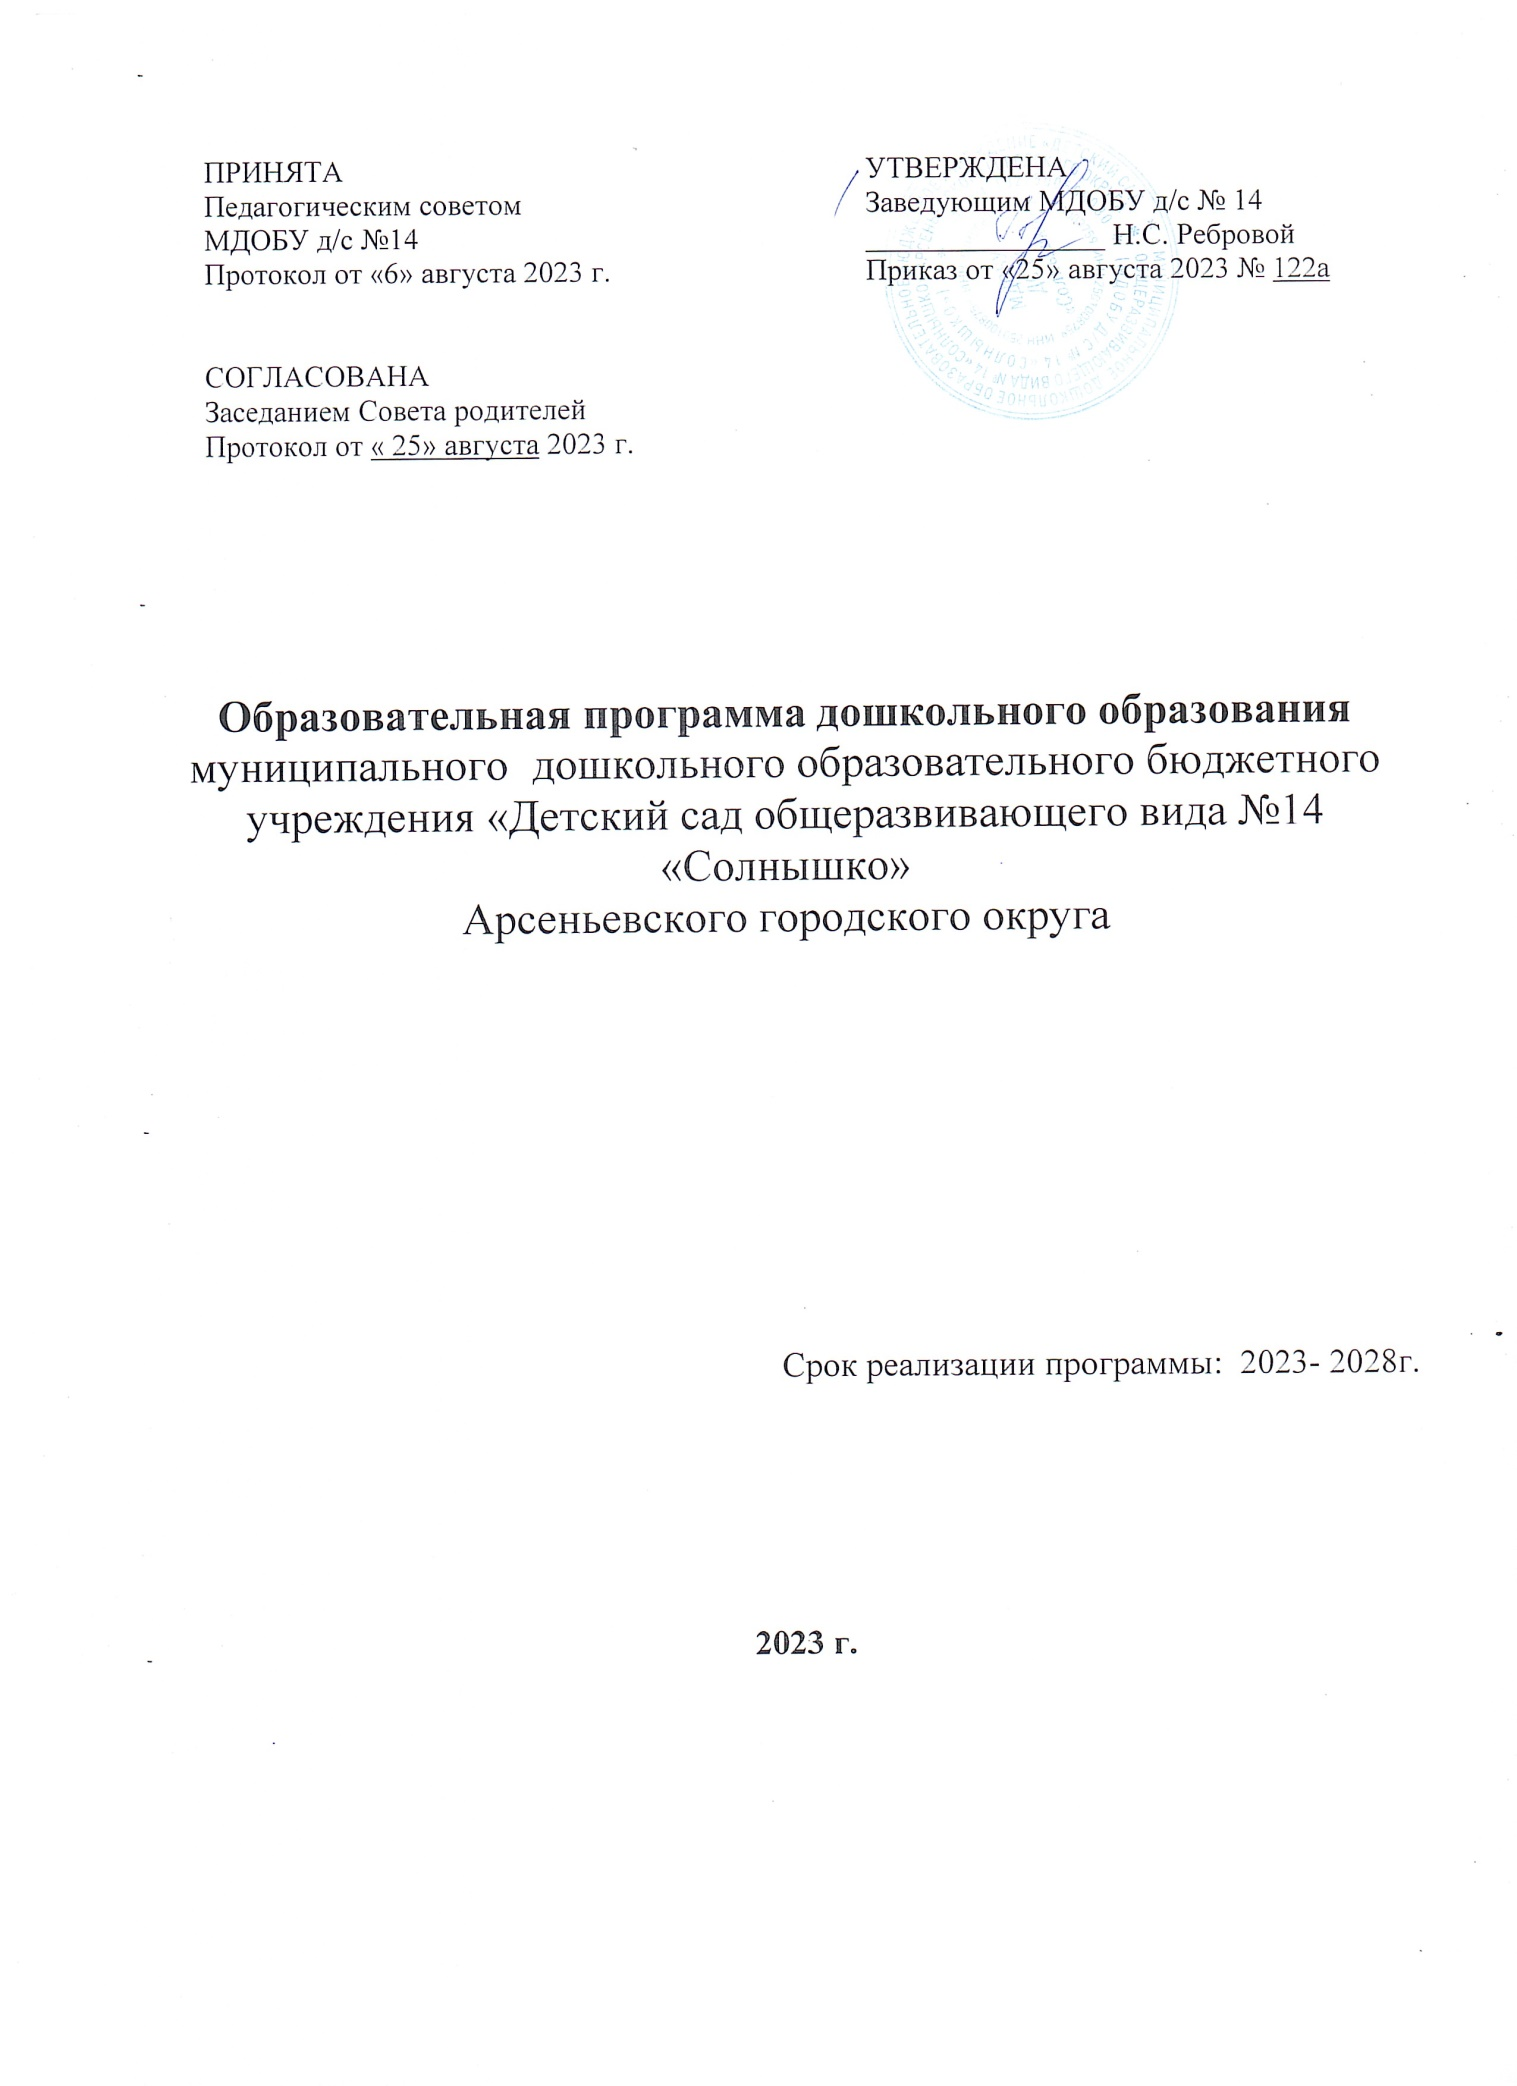 ПРИНЯТА
Педагогическим советом
МДОБУ д/с №14
Протокол от «6» августа 2023 г.
УТВЕРЖДЕНА
Заведующим МДОБУ д/с № 14
_________________ Н.С. Ребровой
Приказ от «25» августа 2023 № 122а
СОГЛАСОВАНА
Заседанием Совета родителей
Протокол от « 25» августа 2023 г.
Образовательная программа дошкольного образования
муниципального дошкольного образовательного бюджетного
учреждения «Детский сад общеразвивающего вида №14
«Солнышко»
Арсеньевского городского округа
Срок реализации программы: 2023- 2028г.
2023 г.